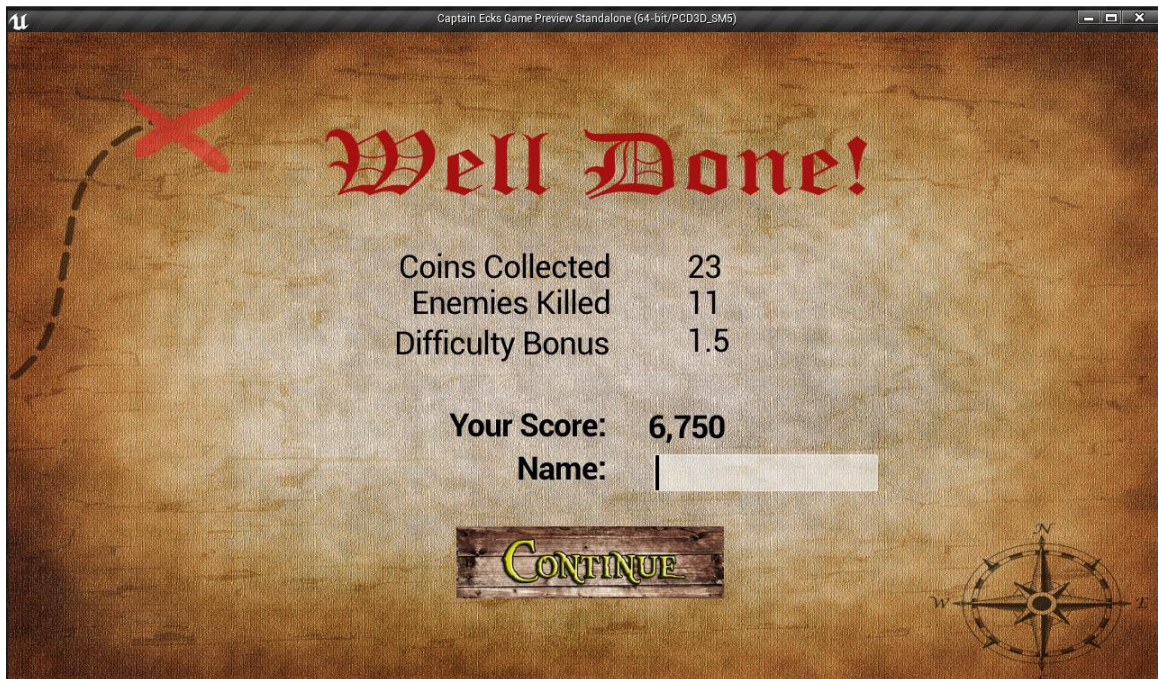 Captain Ecks Game Preview Standalone (64-bit/PCD3D_SM5)
Well Done!
Coins Collected 23
Enemies Killed 11
Difficulty Bonus 1.5
Your Score: 6,750
Name:
CONTINUE
N
W E